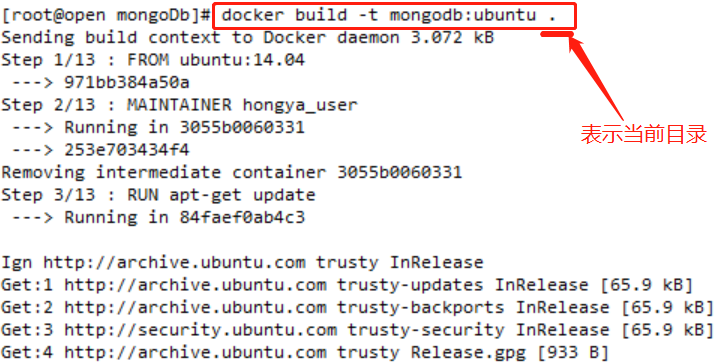 [root@open mongoDb]# docker build -t mongodb:ubuntu .
Sending build context to Docker daemon 3.072 kB
Step 1/13 : FROM ubuntu:14.04
---> 971bb384a50a
Step 2/13 : MAINTAINER hongya_user
---> Running in 3055b0060331
---> 253e703434f4
表示当前目录
Removing intermediate container 3055b0060331
Step 3/13 : RUN apt-get update
---> Running in 84faef0ab4c3
Ign http://archive.ubuntu.com trusty InRelease
Get:1 http://archive.ubuntu.com trusty-updates InRelease [65.9 kB]
Get:2 http://archive.ubuntu.com trusty-backports InRelease [65.9 kB]
Get:3 http://security.ubuntu.com trusty-security InRelease [65.9 kB]
Get:4 http://archive.ubuntu.com trusty Release.gpg [933 B]